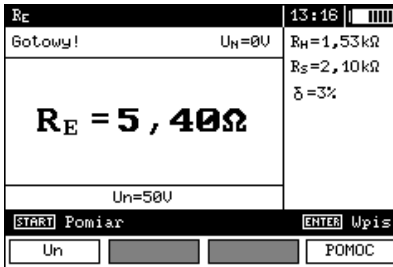 RE 13:16
Gotowy! UN=0V
RH=1,53kΩ
RS=2,10kΩ
δ=3%
RE = 5,40Ω
Un=50V
START Pomiar ENTER Wpis
Un POMOC